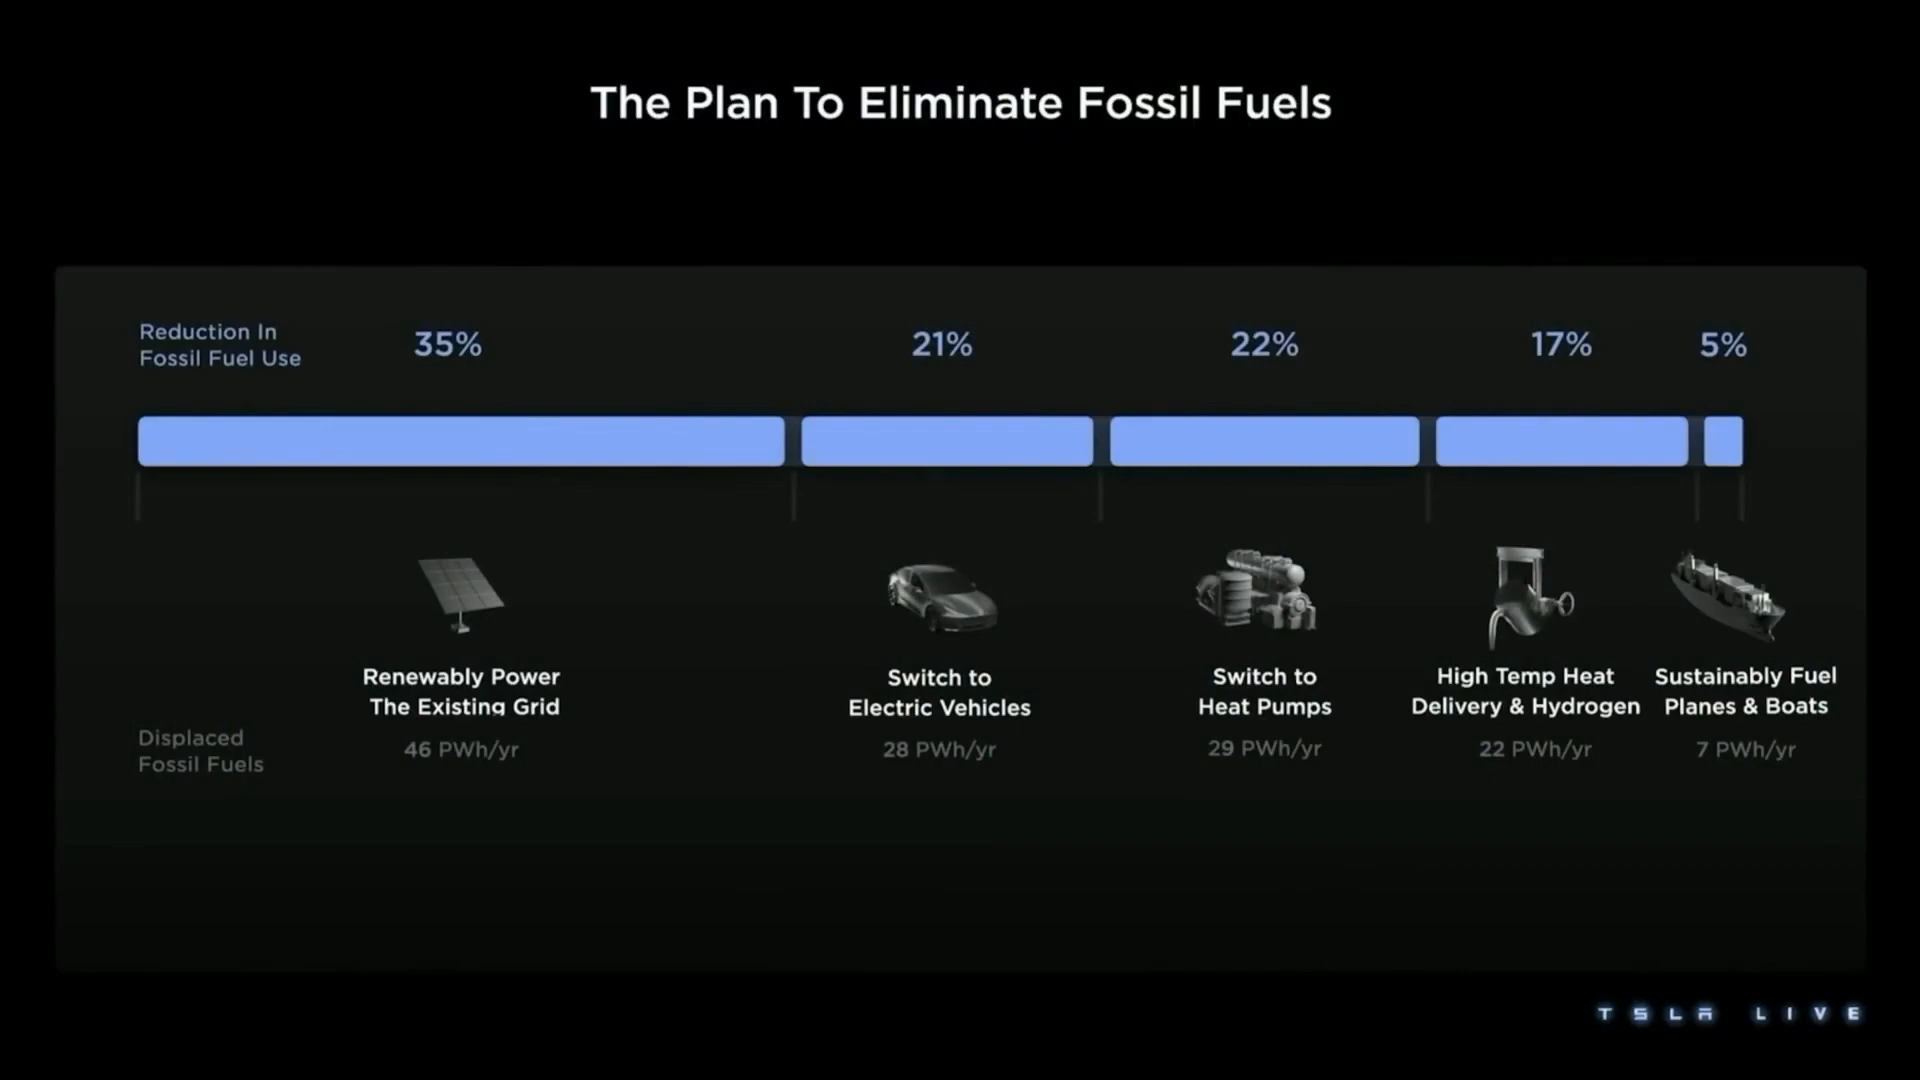 The Plan To Eliminate Fossil Fuels
Reduction In
Fossil Fuel Use
35%
21%
22%
17%
5%
Renewably Power
The Existing Grid
46 PWh/yr
Switch to
Electric Vehicles
28 PWh/yr
Switch to
Heat Pumps
29 PWh/yr
High Temp Heat
Delivery & Hydrogen
22 PWh/yr
Sustainably Fuel
Planes & Boats
7 PWh/yr
Displaced
Fossil Fuels
TSLA LIVE